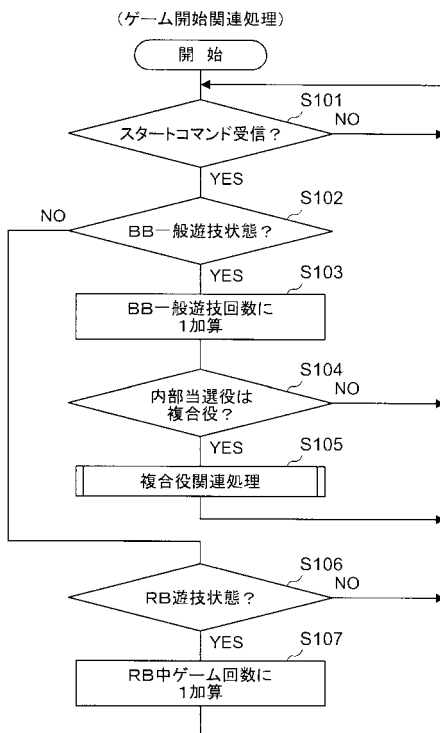 (ゲーム開始関連処理)
開 始
S101
スタートコマンド受信?
NO
YES
S102
NO
BB一般遊技状態?
YES
S103
BB一般遊技回数に
1加算
S104
内部当選役は
複合役?
NO
YES
S105
複合役関連処理
S106
RB遊技状態?
NO
YES
S107
RB中ゲーム回数に
1加算